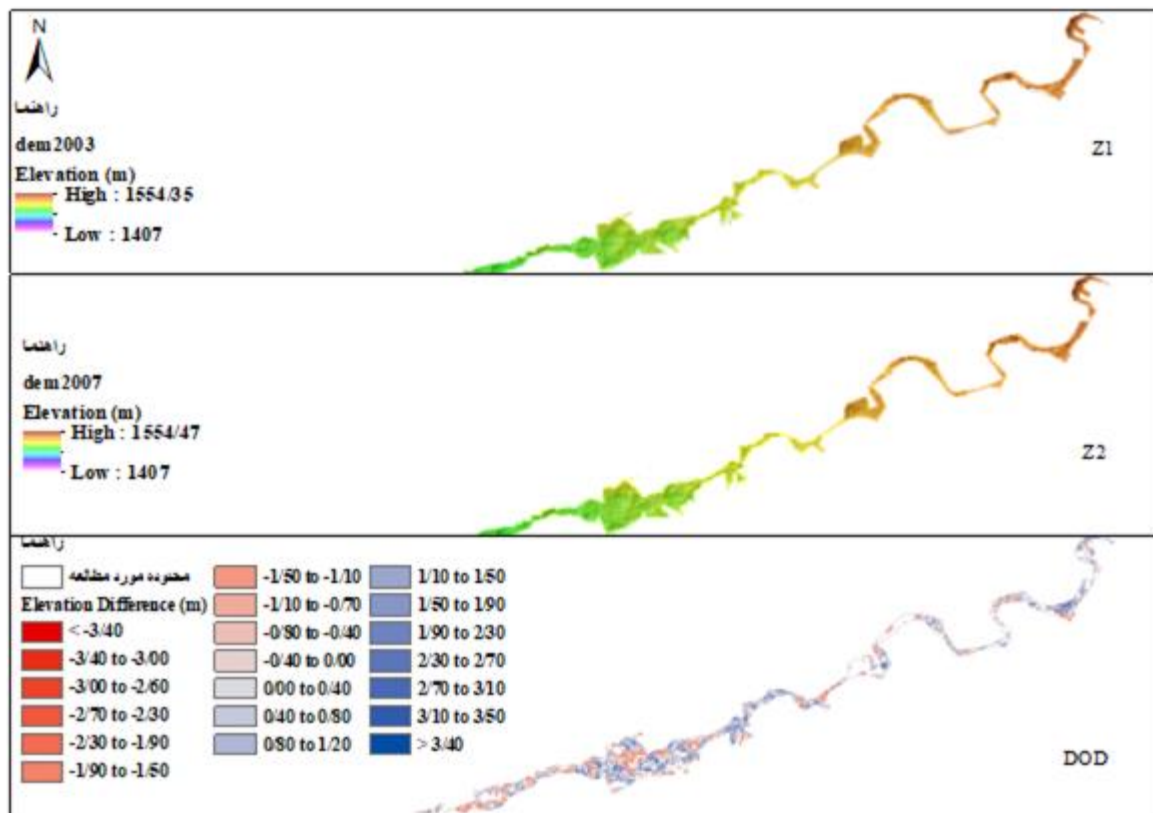 N
راهنما
dem2003
Elevation (m)
High : 1554/35
Low : 1407
Z1
راهنما
dem2007
Elevation (m)
High : 1554/47
Low : 1407
Z2
راهنما
محدوده مورد مطالعه
Elevation Difference (m)
< -3/40
-3/40 to -3/00
-3/00 to -2/60
-2/70 to -2/30
-2/30 to -1/90
-1/90 to -1/50
-1/50 to -1/10
-1/10 to -0/70
-0/80 to -0/40
-0/40 to 0/00
0/00 to 0/40
0/40 to 0/80
0/80 to 1/20
1/10 to 1/50
1/50 to 1/90
1/90 to 2/30
2/30 to 2/70
2/70 to 3/10
3/10 to 3/50
> 3/40
DOD